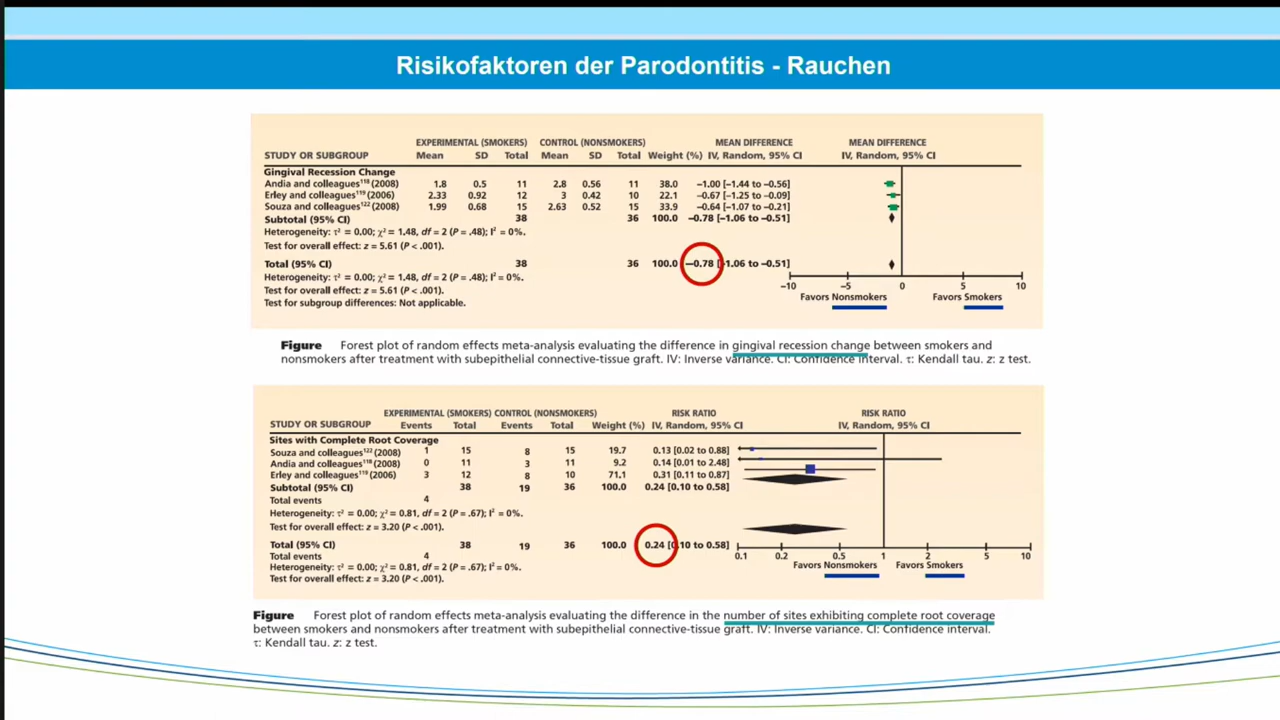 Risikofaktoren der Parodontitis - Rauchen
EXPERIMENTAL (SMOKERS) CONTROL (NONSMOKERS) MEAN DIFFERENCE MEAN DIFFERENCE
STUDY OR SUBGROUP Mean SD Total Mean SD Total Weight (%) IV, Random, 95% CI IV, Random, 95% CI
Gingival Recession Change
Andia and colleagues¹¹⁸ (2008) 1.8 0.5 11 2.8 0.56 11 38.0 −1.00 [−1.44 to −0.56]
Erley and colleagues¹¹⁹ (2006) 2.33 0.92 12 3 0.42 10 22.1 −0.67 [−1.25 to −0.09]
Souza and colleagues¹²² (2008) 1.99 0.68 15 2.63 0.52 15 33.9 −0.64 [−1.07 to −0.21]
Subtotal (95% CI) 38 36 100.0 −0.78 [−1.06 to −0.51]
Heterogeneity: τ² = 0.00; χ² = 1.48, df = 2 (P = .48); I² = 0%.
Test for overall effect: z = 5.61 (P < .001).
Total (95% CI) 38 36 100.0 −0.78 [−1.06 to −0.51]
Heterogeneity: τ² = 0.00; χ² = 1.48, df = 2 (P = .48); I² = 0%.
Test for overall effect: z = 5.61 (P < .001).
Test for subgroup differences: Not applicable.
−10 −5 0 5 10
Favors Nonsmokers Favors Smokers
Figure Forest plot of random effects meta-analysis evaluating the difference in gingival recession change between smokers and
nonsmokers after treatment with subepithelial connective-tissue graft. IV: Inverse variance. CI: Confidence interval. τ: Kendall tau. z: z test.
EXPERIMENTAL (SMOKERS) CONTROL (NONSMOKERS) RISK RATIO RISK RATIO
STUDY OR SUBGROUP Events Total Events Total Weight (%) IV, Random, 95% CI IV, Random, 95% CI
Sites with Complete Root Coverage
Souza and colleagues¹²² (2008) 1 15 8 15 19.7 0.13 [0.02 to 0.88]
Andia and colleagues¹¹⁸ (2008) 0 11 3 11 9.2 0.14 [0.01 to 2.48]
Erley and colleagues¹¹⁹ (2006) 3 12 8 10 71.1 0.31 [0.11 to 0.87]
Subtotal (95% CI) 38 19 36 100.0 0.24 [0.10 to 0.58]
Total events 4
Heterogeneity: τ² = 0.00; χ² = 0.81, df = 2 (P = .67); I² = 0%.
Test for overall effect: z = 3.20 (P < .001).
Total (95% CI) 38 19 36 100.0 0.24 [0.10 to 0.58]
Total events 4
Heterogeneity: τ² = 0.00; χ² = 0.81, df = 2 (P = .67); I² = 0%.
Test for overall effect: z = 3.20 (P < .001).
0.1 0.2 0.5 1 2 5 10
Favors Nonsmokers Favors Smokers
Figure Forest plot of random effects meta-analysis evaluating the difference in the number of sites exhibiting complete root coverage
between smokers and nonsmokers after treatment with subepithelial connective-tissue graft. IV: Inverse variance. CI: Confidence interval.
τ: Kendall tau. z: z test.